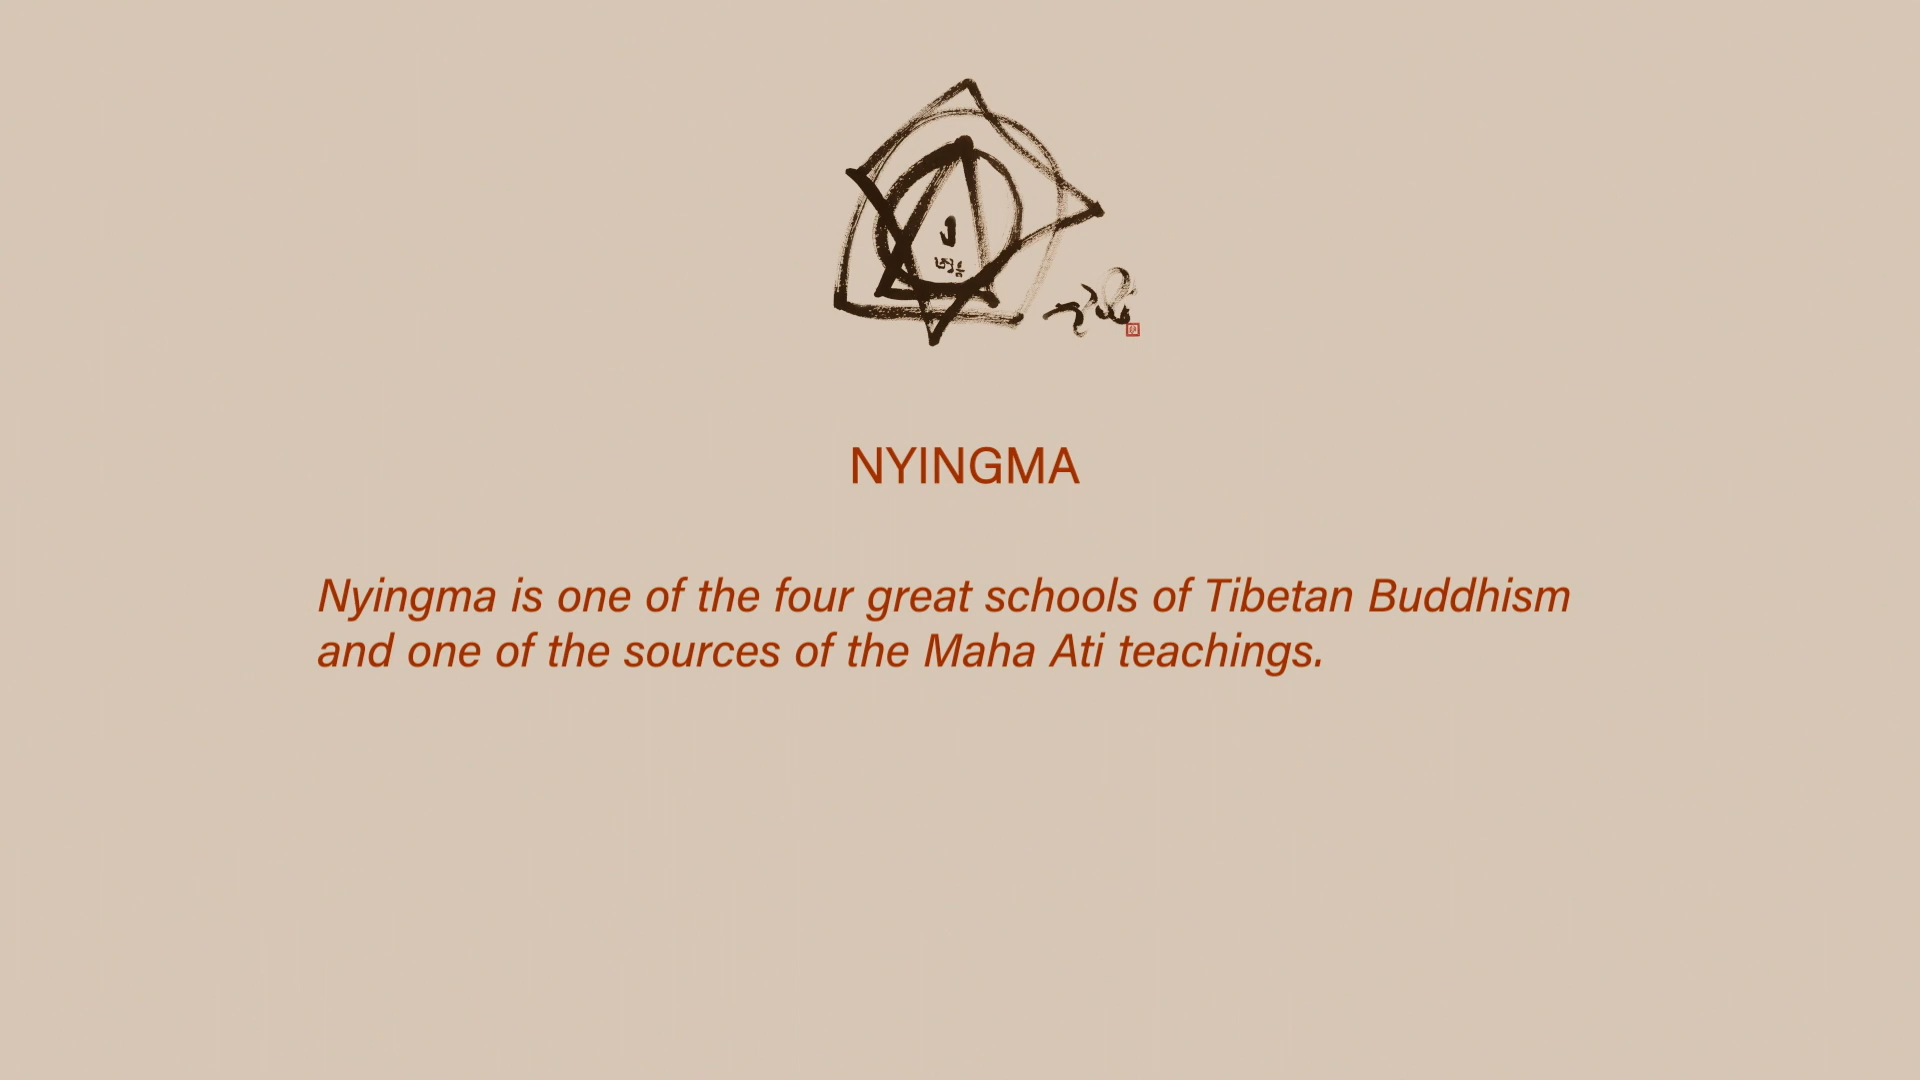 NYINGMA
Nyingma is one of the four great schools of Tibetan Buddhism
and one of the sources of the Maha Ati teachings.